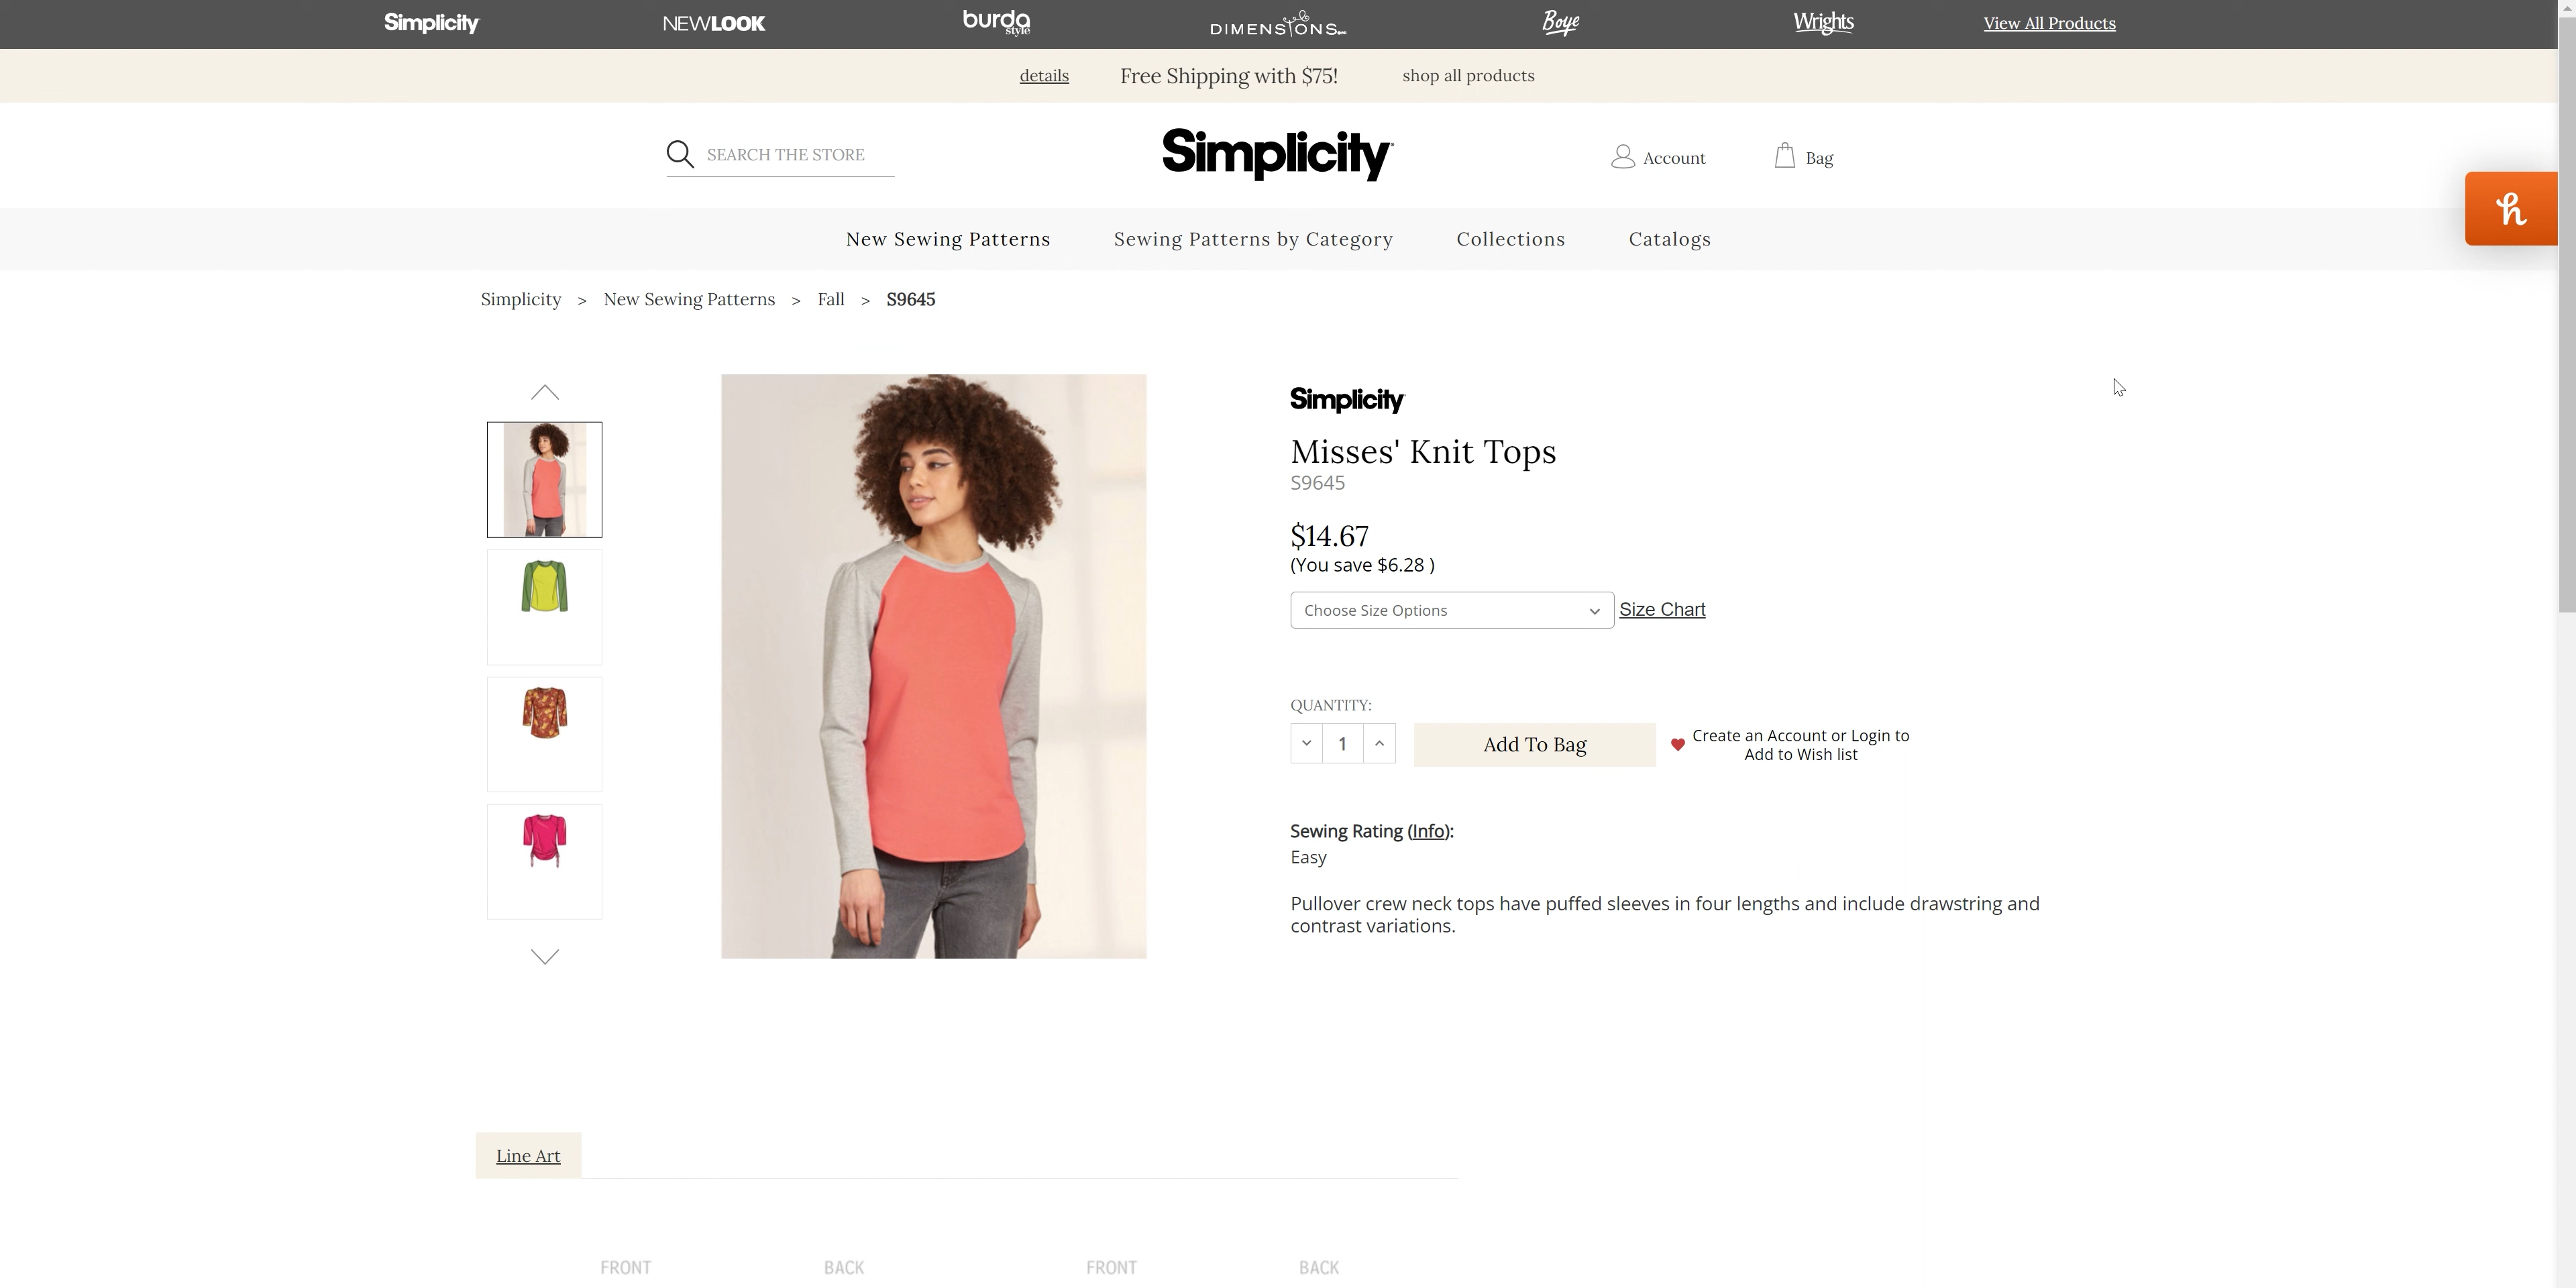 Simplicity
NEWLOOK
burda style
DIMENSIONS
Boye
Wrights
View All Products
details
Free Shipping with $75!
shop all products
SEARCH THE STORE
Simplicity
Account
Bag
New Sewing Patterns
Sewing Patterns by Category
Collections
Catalogs
Simplicity > New Sewing Patterns > Fall > S9645
Simplicity
Misses' Knit Tops
S9645
$14.67
(You save $6.28 )
Choose Size Options
Size Chart
QUANTITY:
1
Add To Bag
Create an Account or Login to
Add to Wish list
Sewing Rating (Info):
Easy
Pullover crew neck tops have puffed sleeves in four lengths and include drawstring and
contrast variations.
Line Art
FRONT
BACK
FRONT
BACK